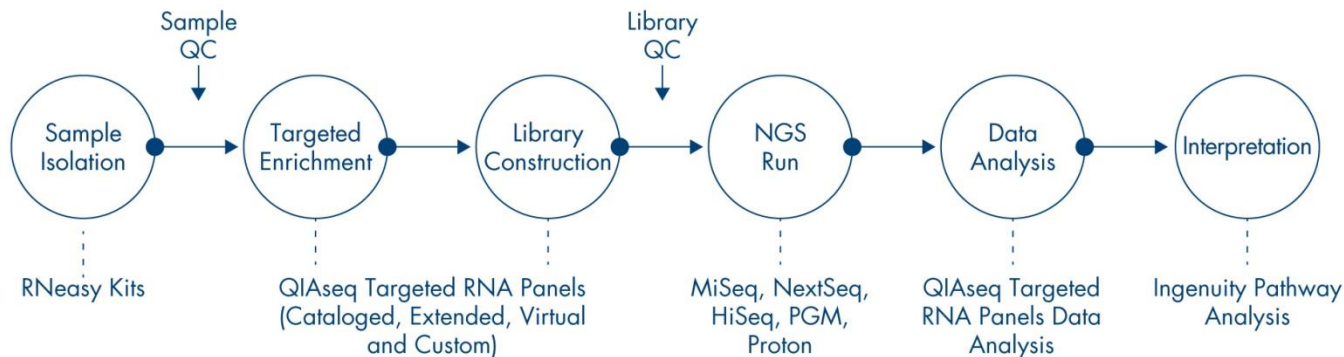 Sample
QC
Library
QC
Sample
Isolation
Targeted
Enrichment
Library
Construction
NGS
Run
Data
Analysis
Interpretation
RNeasy Kits
QIAseq Targeted RNA Panels
(Cataloged, Extended, Virtual
and Custom)
MiSeq, NextSeq,
HiSeq, PGM,
Proton
QIAseq Targeted
RNA Panels Data
Analysis
Ingenuity Pathway
Analysis